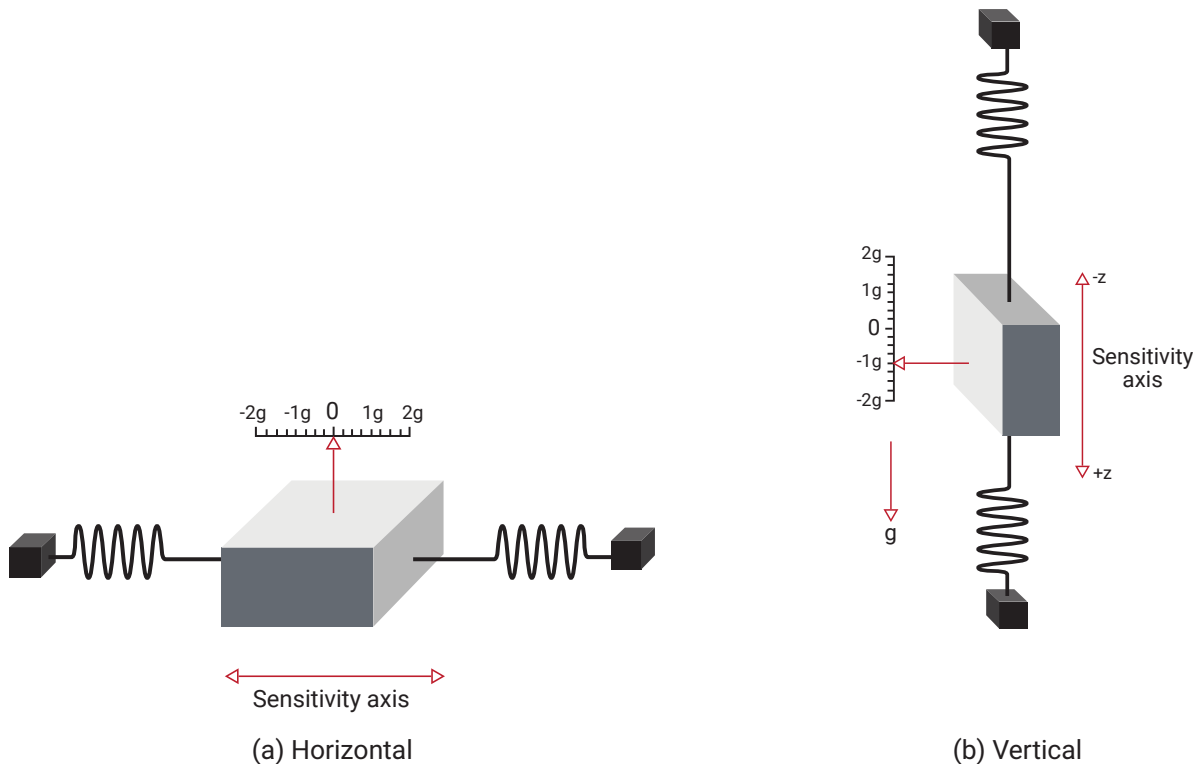 -2g -1g 0 1g 2g
Sensitivity axis
(a) Horizontal
2g
1g
0
-1g
-2g
g
-z
Sensitivity
axis
+z
(b) Vertical